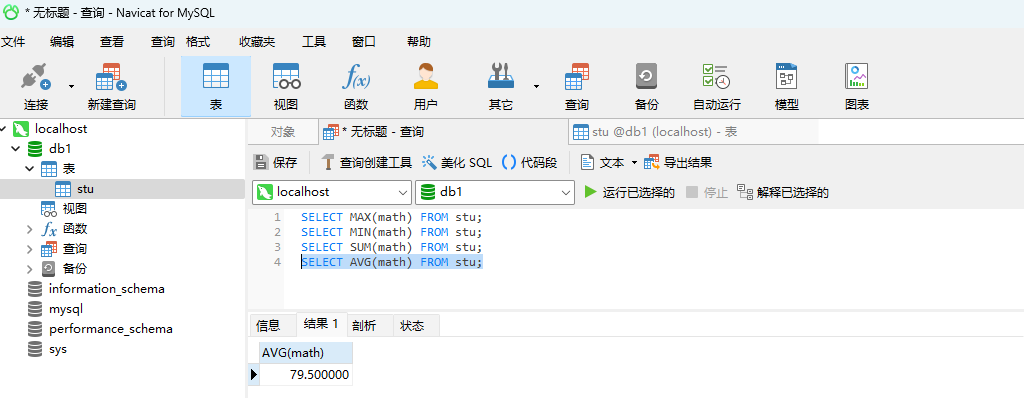 * 无标题 - 查询 - Navicat for MySQL
文件 编辑 查看 查询 格式 收藏夹 工具 窗口 帮助
连接 新建查询 表 视图 函数 用户 其它 查询 备份 自动运行 模型 图表
localhost
db1
表
stu
视图
函数
查询
备份
information_schema
mysql
performance_schema
sys
对象 * 无标题 - 查询 stu @db1 (localhost) - 表
保存 查询创建工具 美化 SQL 代码段 文本 导出结果
localhost db1 运行已选择的 停止 解释已选择的
1 SELECT MAX(math) FROM stu;
2 SELECT MIN(math) FROM stu;
3 SELECT SUM(math) FROM stu;
4 SELECT AVG(math) FROM stu;
信息 结果 1 剖析 状态
AVG(math)
79.500000